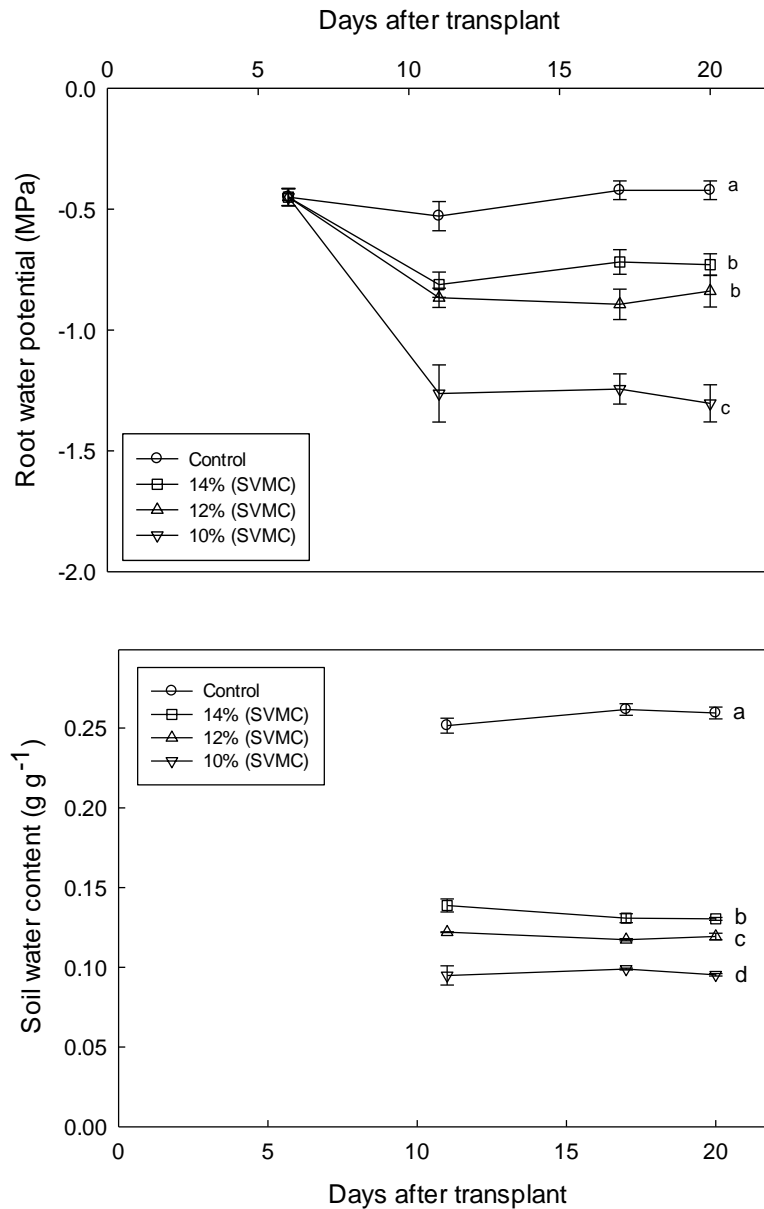 Days after transplant
0 5 10 15 20
0.0
-0.5
-1.0
-1.5
-2.0
Root water potential (MPa)
a
b
b
c
Control
14% (SVMC)
12% (SVMC)
10% (SVMC)
Control
14% (SVMC)
12% (SVMC)
10% (SVMC)
0.25
0.20
0.15
0.10
0.05
0.00
Soil water content (g g⁻¹)
a
b
c
d
0 5 10 15 20
Days after transplant